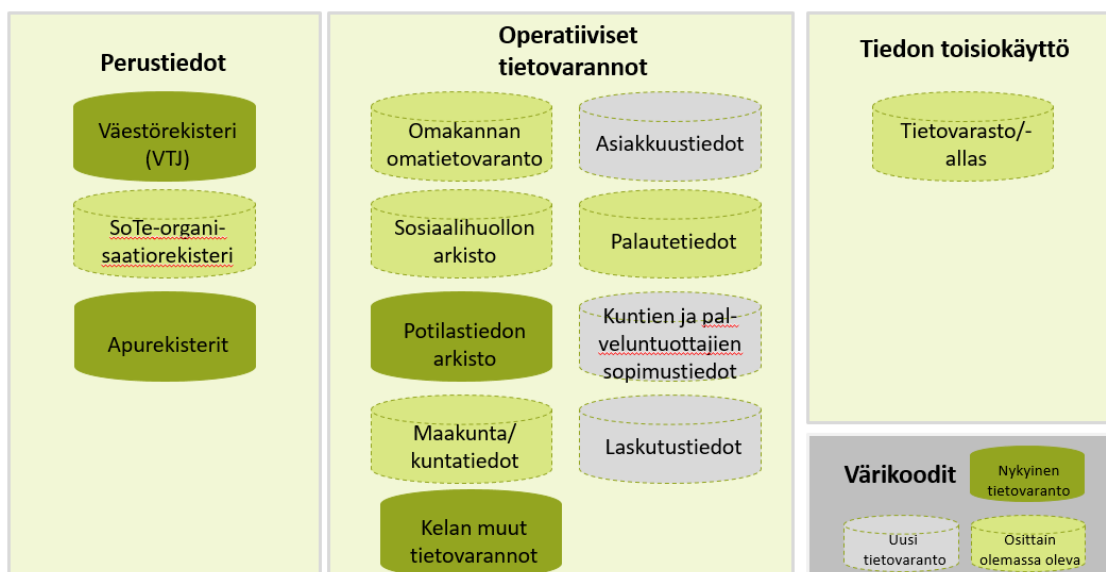 Perustiedot
Väestörekisteri
(VTJ)
SoTe-organi-
saatiorekisteri
Apurekisterit
Operatiiviset
tietovarannot
Omakannan
omatietovaranto
Asiakkuustiedot
Sosiaalihuollon
arkisto
Palautetiedot
Potilastiedon
arkisto
Kuntien ja pal-
veluntuottajien
sopimustiedot
Maakunta/
kuntatiedot
Laskutustiedot
Kelan muut
tietovarannot
Tiedon toisiokäyttö
Tietovarasto/-
allas
Värikoodit
Nykyinen
tietovaranto
Uusi
tietovaranto
Osittain
olemassa oleva